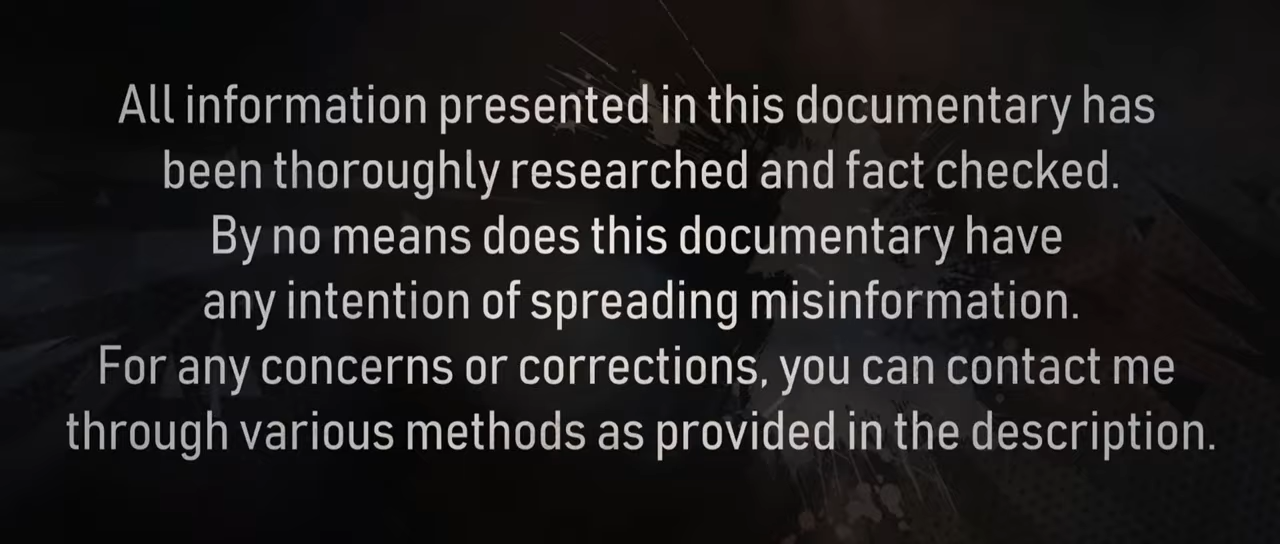 All information presented in this documentary has
been thoroughly researched and fact checked.
By no means does this documentary have
any intention of spreading misinformation.
For any concerns or corrections, you can contact me
through various methods as provided in the description.